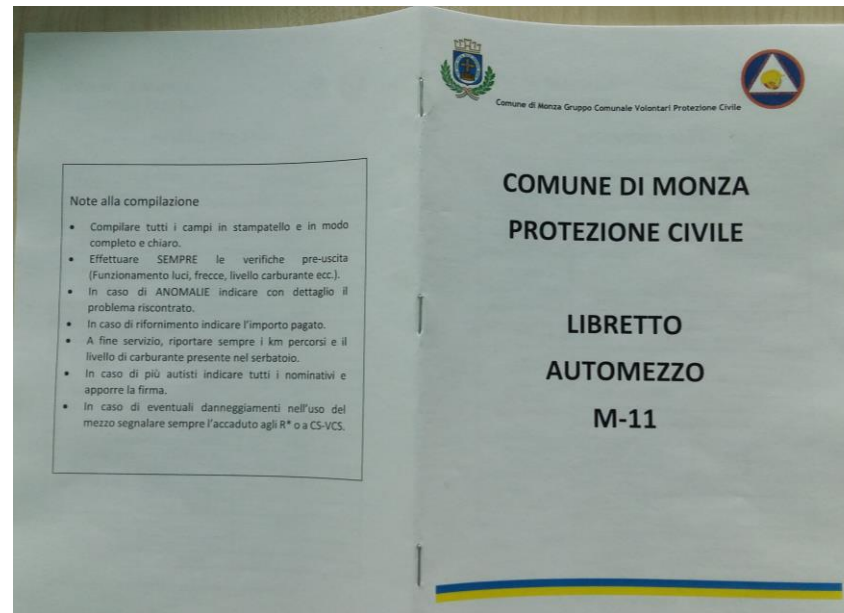 Note alla compilazione
• Compilare tutti i campi in stampatello e in modo
completo e chiaro.
• Effettuare SEMPRE le verifiche pre-uscita
(Funzionamento luci, frecce, livello carburante ecc.).
• In caso di ANOMALIE indicare con dettaglio il
problema riscontrato.
• In caso di rifornimento indicare l'importo pagato.
• A fine servizio, riportare sempre i km percorsi e il
livello di carburante presente nel serbatoio.
• In caso di più autisti indicare tutti i nominativi e
apporre la firma.
• In caso di eventuali danneggiamenti nell'uso del
mezzo segnalare sempre l'accaduto agli R* o a CS-VCS.
Comune di Monza Gruppo Comunale Volontari Protezione Civile
COMUNE DI MONZA
PROTEZIONE CIVILE
LIBRETTO
AUTOMEZZO
M-11